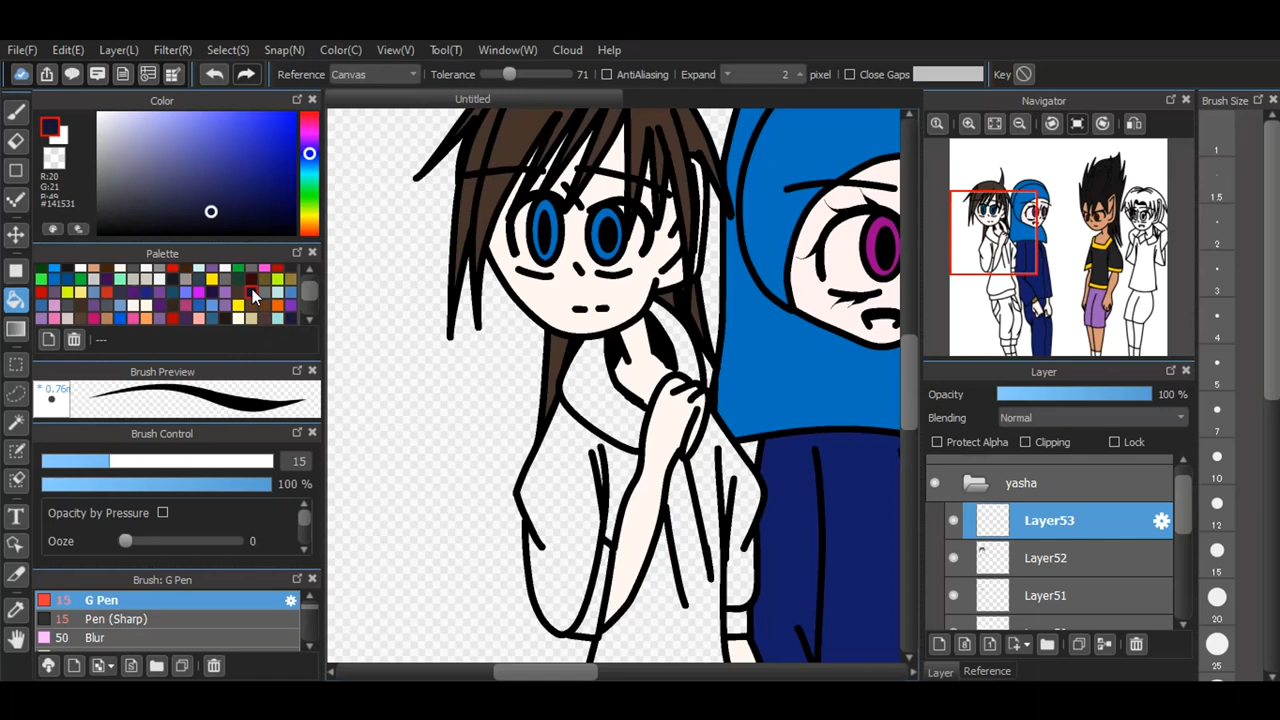 File(F) Edit(E) Layer(L) Filter(R) Select(S) Snap(N) Color(C) View(V) Tool(T) Window(W) Cloud Help
Reference Canvas Tolerance 71 AntiAliasing Expand 2 pixel Close Gaps Key
Color
Untitled
Navigator
Brush Size
R:20
G:21
B:49
#141531
Palette
---
Brush Preview
* 0.76m
Brush Control
15
100 %
Opacity by Pressure
Ooze 0
Brush: G Pen
15 G Pen
15 Pen (Sharp)
50 Blur
Layer
Opacity 100 %
Blending Normal
Protect Alpha Clipping Lock
yasha
Layer53
Layer52
Layer51
Layer Reference
1
1.5
2
3
4
5
7
10
12
15
20
25